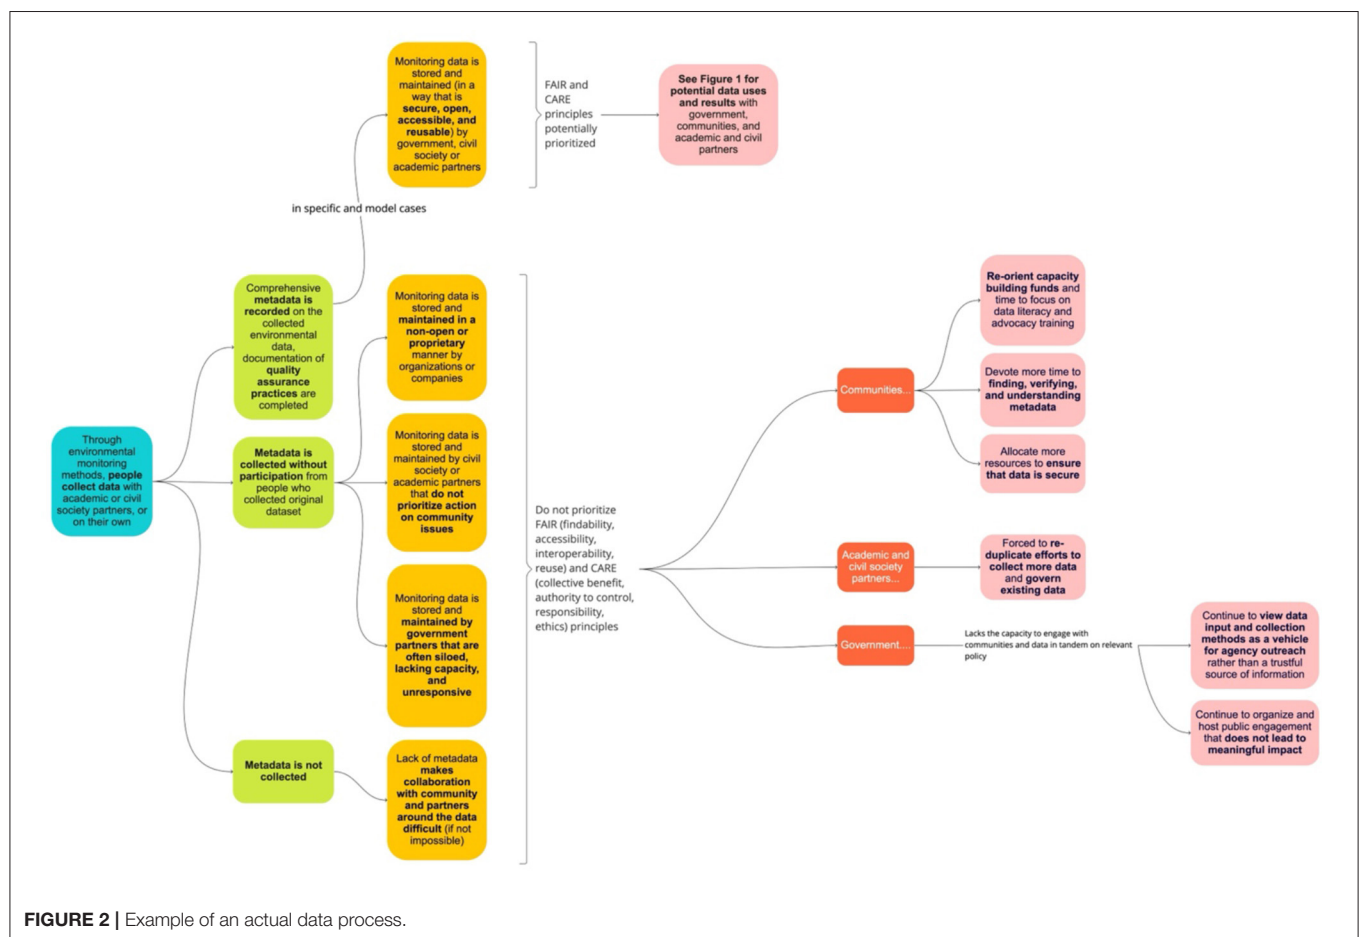 Monitoring data is
stored and
maintained (in a
way that is
secure, open,
accessible, and
reusable) by
government, civil
society or
academic partners
FAIR and
CARE
principles
potentially
prioritized
See Figure 1 for
potential data uses
and results with
government,
communities, and
academic and civil
partners
in specific and model cases
Comprehensive
metadata is
recorded on the
collected
environmental
data,
documentation of
quality
assurance
practices are
completed
Monitoring data is
stored and
maintained in a
non-open or
proprietary
manner by
organizations or
companies
Re-orient capacity
building funds and
time to focus on
data literacy and
advocacy training
Communities...
Devote more time to
finding, verifying,
and understanding
metadata
Allocate more
resources to ensure
that data is secure
Through
environmental
monitoring
methods, people
collect data with
academic or civil
society partners, or
on their own
Metadata is
collected without
participation from
people who
collected original
dataset
Monitoring data is
stored and
maintained by civil
society or
academic partners
that do not
prioritize action
on community
issues
Do not prioritize
FAIR (findability,
accessibility,
interoperability,
reuse) and CARE
(collective benefit,
authority to control,
responsibility,
ethics) principles
Academic and
civil society
partners...
Forced to re-
duplicate efforts to
collect more data
and govern
existing data
Monitoring data is
stored and
maintained by
government
partners that are
often siloed,
lacking capacity,
and
unresponsive
Government....
Lacks the capacity to engage with
communities and data in tandem on relevant
policy
Continue to view data
input and collection
methods as a vehicle
for agency outreach
rather than a trustful
source of information
Continue to organize and
host public engagement
that does not lead to
meaningful impact
Metadata is not
collected
Lack of metadata
makes
collaboration
with community
and partners
around the data
difficult (if not
impossible)
FIGURE 2 | Example of an actual data process.